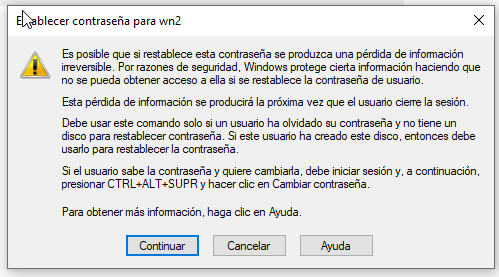 Establecer contraseña para wn2
Es posible que si restablece esta contraseña se produzca una pérdida de información
irreversible. Por razones de seguridad, Windows protege cierta información haciendo que
no se pueda obtener acceso a ella si se restablece la contraseña de usuario.
Esta pérdida de información se producirá la próxima vez que el usuario cierre la sesión.
Debe usar este comando solo si un usuario ha olvidado su contraseña y no tiene un
disco para restablecer contraseña. Si este usuario ha creado este disco, entonces debe
usarlo para restablecer la contraseña.
Si el usuario sabe la contraseña y quiere cambiarla, debe iniciar sesión y, a continuación,
presionar CTRL+ALT+SUPR y hacer clic en Cambiar contraseña.
Para obtener más información, haga clic en Ayuda.
Continuar Cancelar Ayuda